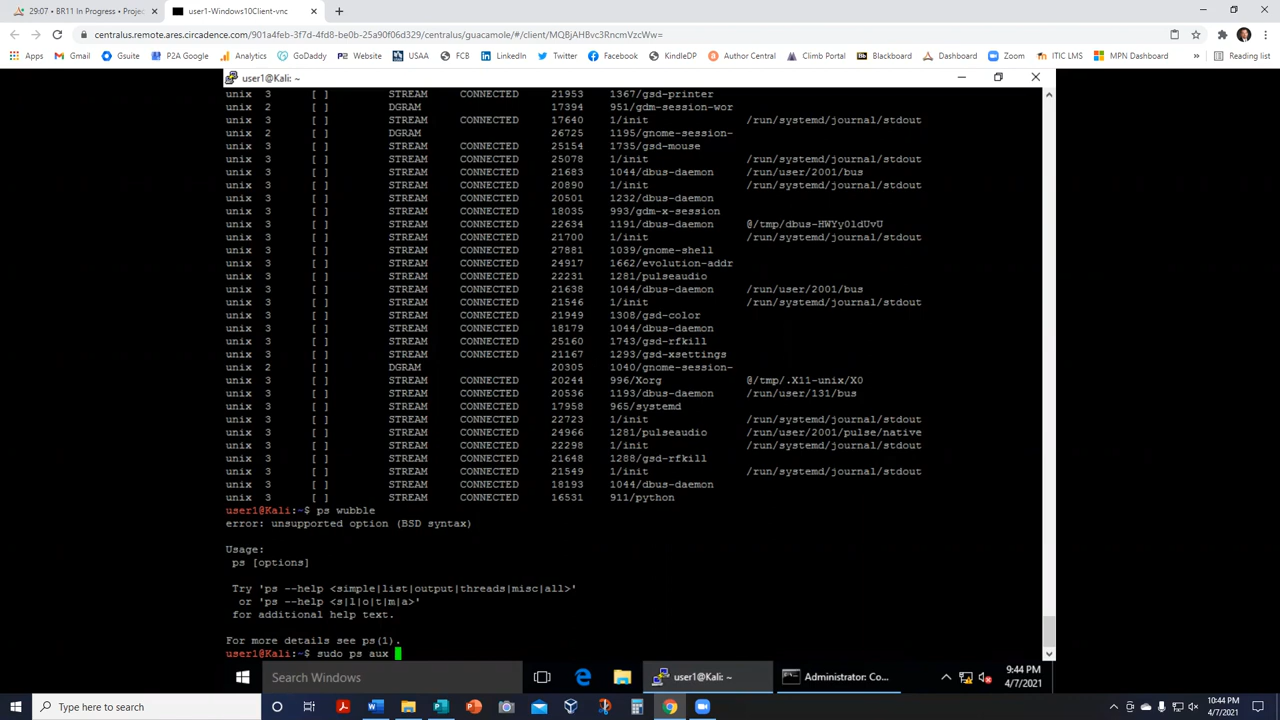 29:07 / BR11 In Progress - Proje
user1-Windows10Client-vnc
centralus.remote.ares.circadence.com/901a4feb-3f7d-4fd8-be0b-25a90f06d329/centralus/guacamole/#/client/MQBjAHBvc3RncmVzcWw=
Apps Gmail Gsuite P2A Google Analytics GoDaddy Website USAA FCB LinkedIn Twitter Facebook KindleDP Author Central Climb Portal Blackboard Dashboard Zoom ITIC LMS MPN Dashboard » Reading list
user1@Kali: ~
unix 3 [ ] STREAM CONNECTED 21953 1367/gsd-printer
unix 2 [ ] DGRAM 17394 951/gdm-session-wor
unix 3 [ ] STREAM CONNECTED 17640 1/init /run/systemd/journal/stdout
unix 2 [ ] DGRAM 26725 1195/gnome-session-
unix 3 [ ] STREAM CONNECTED 25154 1735/gsd-mouse
unix 3 [ ] STREAM CONNECTED 25078 1/init /run/systemd/journal/stdout
unix 3 [ ] STREAM CONNECTED 21683 1044/dbus-daemon /run/user/2001/bus
unix 3 [ ] STREAM CONNECTED 20890 1/init /run/systemd/journal/stdout
unix 3 [ ] STREAM CONNECTED 20501 1232/dbus-daemon
unix 3 [ ] STREAM CONNECTED 18035 993/gdm-x-session
unix 3 [ ] STREAM CONNECTED 22634 1191/dbus-daemon @/tmp/dbus-HWYy0ldUvU
unix 3 [ ] STREAM CONNECTED 21700 1/init /run/systemd/journal/stdout
unix 3 [ ] STREAM CONNECTED 27881 1039/gnome-shell
unix 3 [ ] STREAM CONNECTED 24917 1662/evolution-addr
unix 3 [ ] STREAM CONNECTED 22231 1281/pulseaudio
unix 3 [ ] STREAM CONNECTED 21638 1044/dbus-daemon /run/user/2001/bus
unix 3 [ ] STREAM CONNECTED 21546 1/init /run/systemd/journal/stdout
unix 3 [ ] STREAM CONNECTED 21949 1308/gsd-color
unix 3 [ ] STREAM CONNECTED 18179 1044/dbus-daemon
unix 3 [ ] STREAM CONNECTED 25160 1743/gsd-rfkill
unix 3 [ ] STREAM CONNECTED 21167 1293/gsd-xsettings
unix 2 [ ] DGRAM 20305 1040/gnome-session-
unix 3 [ ] STREAM CONNECTED 20244 996/Xorg @/tmp/.X11-unix/X0
unix 3 [ ] STREAM CONNECTED 20536 1193/dbus-daemon /run/user/131/bus
unix 3 [ ] STREAM CONNECTED 17958 965/systemd
unix 3 [ ] STREAM CONNECTED 22723 1/init /run/systemd/journal/stdout
unix 3 [ ] STREAM CONNECTED 24966 1281/pulseaudio /run/user/2001/pulse/native
unix 3 [ ] STREAM CONNECTED 22298 1/init /run/systemd/journal/stdout
unix 3 [ ] STREAM CONNECTED 21648 1288/gsd-rfkill
unix 3 [ ] STREAM CONNECTED 21549 1/init /run/systemd/journal/stdout
unix 3 [ ] STREAM CONNECTED 18193 1044/dbus-daemon
unix 3 [ ] STREAM CONNECTED 16531 911/python
user1@Kali:~$ ps wubble
error: unsupported option (BSD syntax)
Usage:
ps [options]
Try 'ps --help <simple|list|output|threads|misc|all>'
or 'ps --help <s|l|o|t|m|a>'
for additional help text.
For more details see ps(1).
user1@Kali:~$ sudo ps aux
Search Windows
user1@Kali: ~
Administrator: Co...
9:44 PM
4/7/2021
Type here to search
10:44 PM
4/7/2021